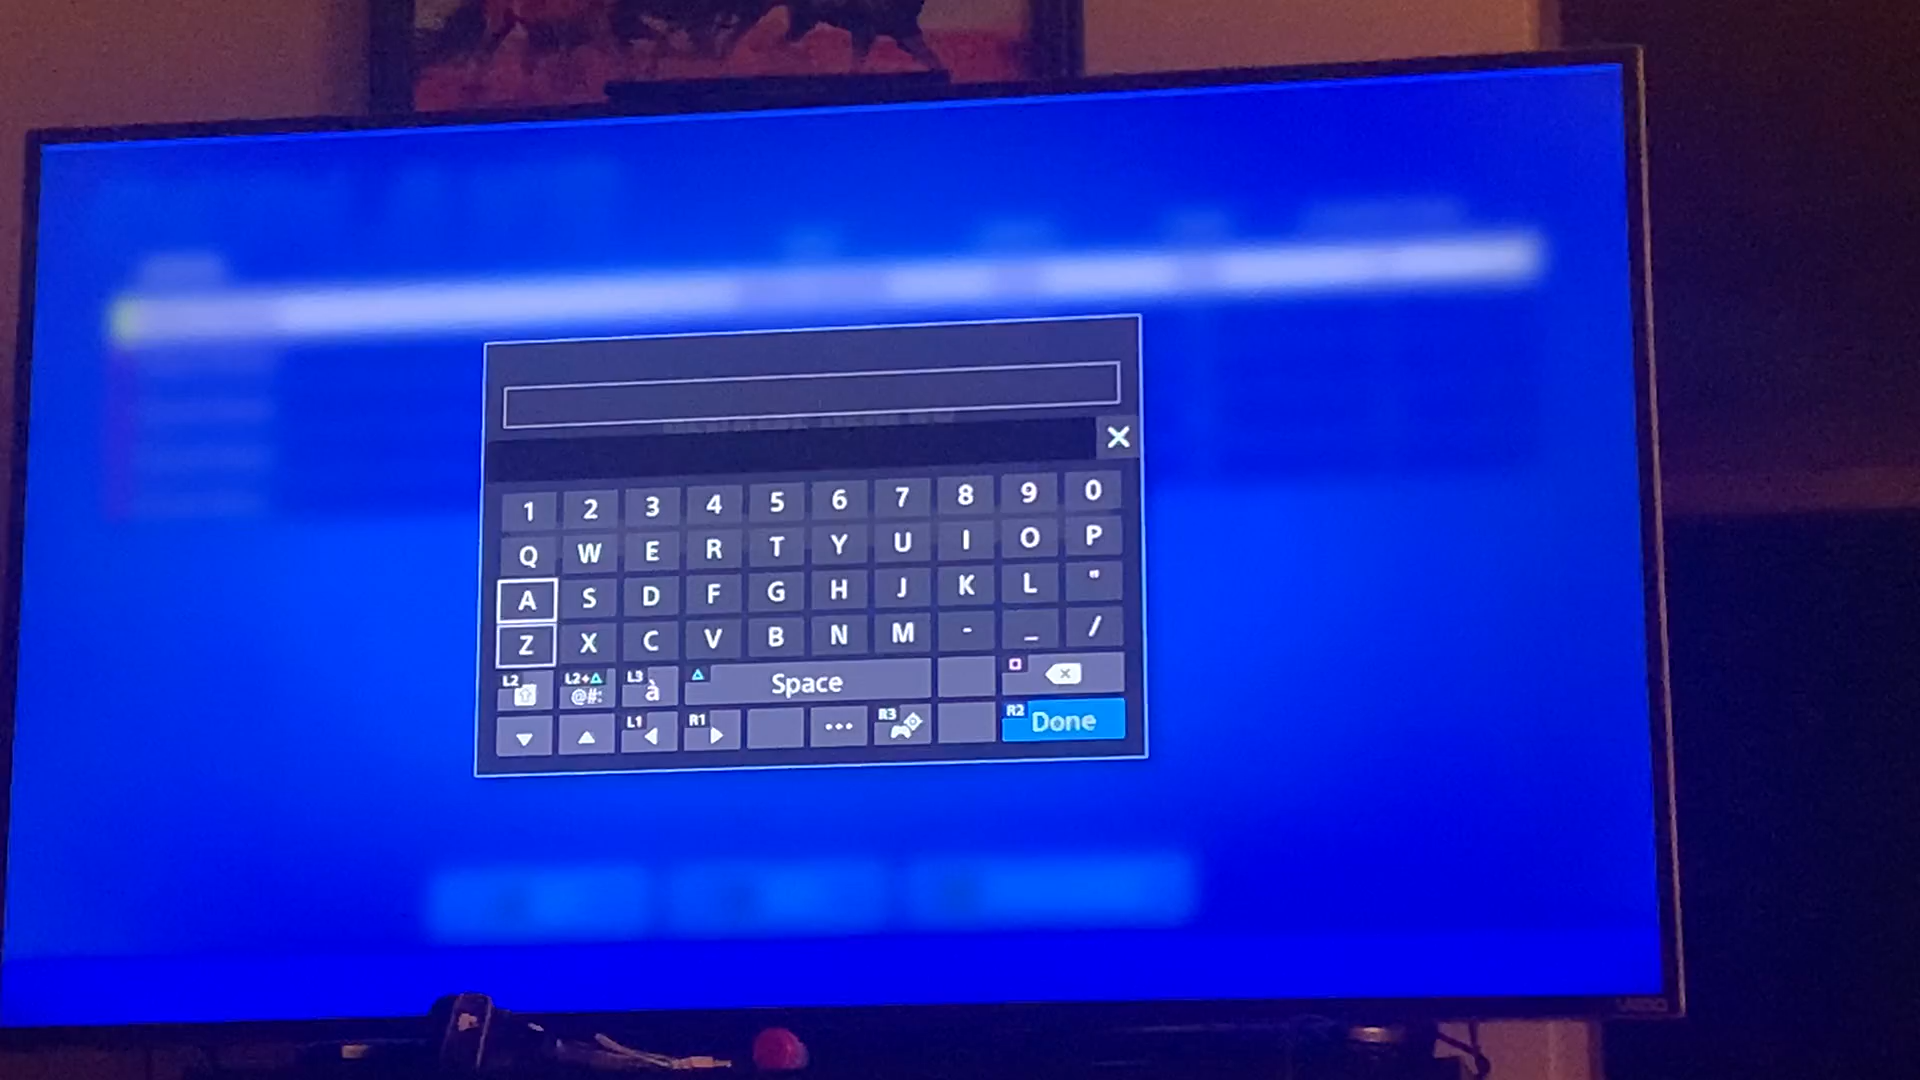 1 2 3 4 5 6 7 8 9 0
Q W E R T Y U I O P
A S D F G H J K L "
Z X C V B N M - _ /
L2 L2+△ @#: L3 à △ Space
L1 R1 ... R3 R2 Done
VIZIO